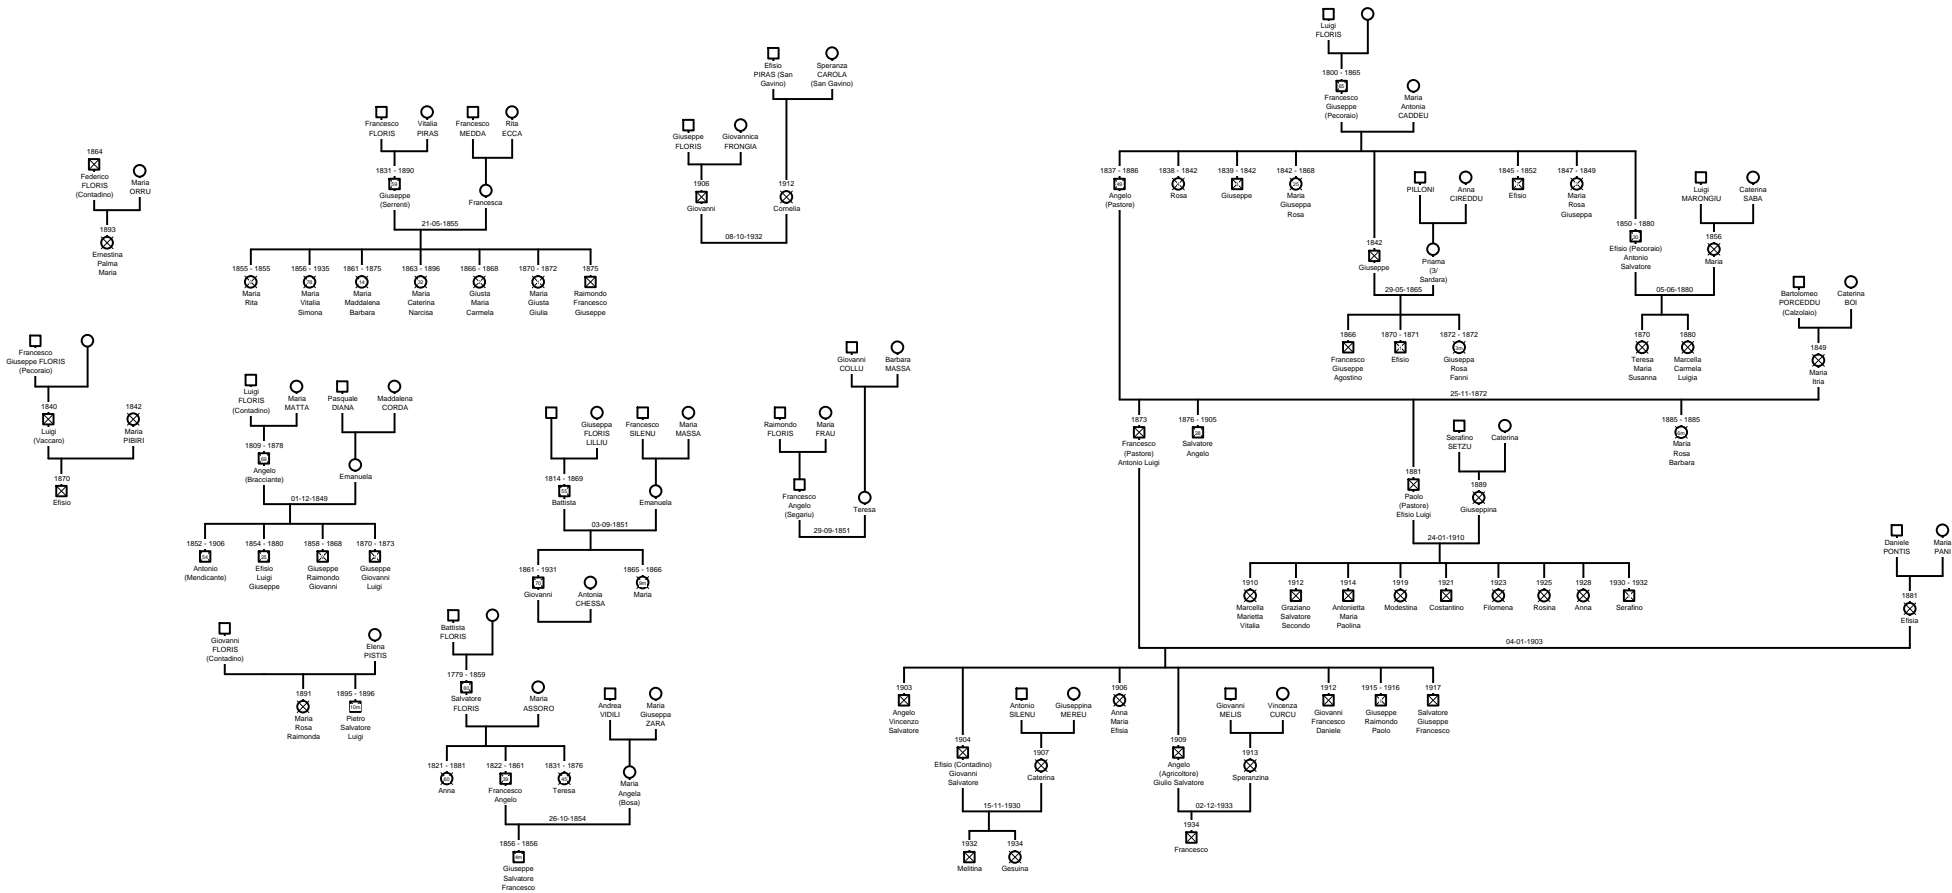 Luigi
FLORIS
1800 - 1865
65
Francesco
Giuseppe
(Pecoraio)
Maria
Antonia
CADDEU
Efisio
PIRAS (San
Gavino)
Speranza
CAROLA
(San Gavino)
Giuseppe
FLORIS
Giovannica
FRONGIA
1906
Giovanni
1912
Cornelia
08-10-1932
Francesco
FLORIS
Vitalia
PIRAS
Francesco
MEDDA
Rita
ECCA
1831 - 1890
Giuseppe
(Serrenti)
Francesca
21-05-1855
1855 - 1855
Maria
Rita
1856 - 1935
Maria
Vitalia
Simona
1861 - 1875
14
Maria
Maddalena
Barbara
1863 - 1896
Maria
Caterina
Narcisa
1866 - 1868
Giusta
Maria
Carmela
1870 - 1872
Maria
Giusta
Giulia
1875
Raimondo
Francesco
Giuseppe
1864
Federico
FLORIS
(Contadino)
Maria
ORRU
1893
Ernestina
Palma
Maria
1837 - 1886
Angelo
(Pastore)
1838 - 1842
Rosa
1839 - 1842
Giuseppe
1842 - 1868
25
Maria
Giuseppa
Rosa
1842
Giuseppe
PILLONI
Anna
CIREDDU
Priama
(3/
Sardara)
29-05-1865
1866
Francesco
Giuseppe
Agostino
1870 - 1871
Efisio
1872 - 1872
Giuseppa
Rosa
Fanni
1845 - 1852
Efisio
1847 - 1849
Maria
Rosa
Giuseppa
1850 - 1880
Efisio (Pecoraio)
Antonio
Salvatore
Luigi
MARONGIU
Caterina
SABA
1856
Maria
05-06-1880
1870
Teresa
Maria
Susanna
1880
Marcella
Carmela
Luigia
Bartolomeo
PORCEDDU
(Calzolaio)
Caterina
BOI
1849
Maria
Itria
25-11-1872
Francesco
Giuseppe FLORIS
(Pecoraio)
1840
Luigi
(Vaccaro)
1842
Maria
PIBIRI
1870
Efisio
Luigi
FLORIS
(Contadino)
Maria
MATTA
Pasquale
DIANA
Maddalena
CORDA
1809 - 1878
69
Angelo
(Bracciante)
Emanuela
01-12-1849
1852 - 1906
54
Antonio
(Mendicante)
1854 - 1880
25
Efisio
Luigi
Giuseppe
1858 - 1868
Giuseppe
Raimondo
Giovanni
1870 - 1873
Giuseppe
Giovanni
Luigi
Giuseppa
FLORIS
LILLIU
Francesco
SILENU
Maria
MASSA
1814 - 1869
55
Battista
Emanuela
03-09-1851
1861 - 1931
70
Giovanni
Antonia
CHESSA
1865 - 1866
Maria
Giovanni
COLLU
Barbara
MASSA
Raimondo
FLORIS
Maria
FRAU
Francesco
Angelo
(Segariu)
Teresa
29-09-1851
1873
Francesco
(Pastore)
Antonio Luigi
1876 - 1905
28
Salvatore
Angelo
1881
Paolo
(Pastore)
Efisio Luigi
Serafino
SETZU
Caterina
1889
Giuseppina
24-01-1910
1885 - 1885
Maria
Rosa
Barbara
1910
Marcella
Marietta
Vitalia
1912
Graziano
Salvatore
Secondo
1914
Antonietta
Maria
Paolina
1919
Modestina
1921
Costantino
1923
Filomena
1925
Rosina
1928
Anna
1930 - 1932
Serafino
Daniele
PONTIS
Maria
PANI
1881
Efisia
04-01-1903
Giovanni
FLORIS
(Contadino)
Elena
PISTIS
1891
Maria
Rosa
Raimonda
1895 - 1896
10m
Pietro
Salvatore
Luigi
Battista
FLORIS
1779 - 1859
80
Salvatore
FLORIS
Maria
ASSORO
Andrea
VIDILI
Maria
Giuseppa
ZARA
1821 - 1881
60
Anna
1822 - 1861
Francesco
Angelo
1831 - 1876
45
Teresa
Maria
Angela
(Bosa)
26-10-1854
1856 - 1856
4m
Giuseppe
Salvatore
Francesco
1903
Angelo
Vincenzo
Salvatore
1904
Efisio (Contadino)
Giovanni
Salvatore
Antonio
SILENU
Giuseppina
MEREU
1907
Caterina
15-11-1930
1932
Melitina
1934
Gesuina
1906
Anna
Maria
Efisia
1909
Angelo
(Agricoltore)
Giulio Salvatore
Giovanni
MELIS
Vincenza
CURCU
1913
Speranzina
02-12-1933
1934
Francesco
1912
Giovanni
Francesco
Daniele
1915 - 1916
Giuseppe
Raimondo
Paolo
1917
Salvatore
Giuseppe
Francesco